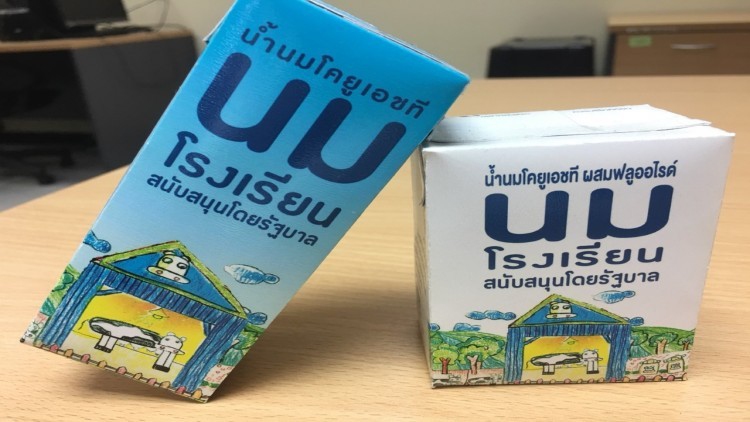 น้ำนมโคยูเอชที
นม
โรงเรียน
สนับสนุนโดยรัฐบาล
น้ำนมโคยูเอชที ผสมฟลูออไรด์
นม
โรงเรียน
สนับสนุนโดยรัฐบาล